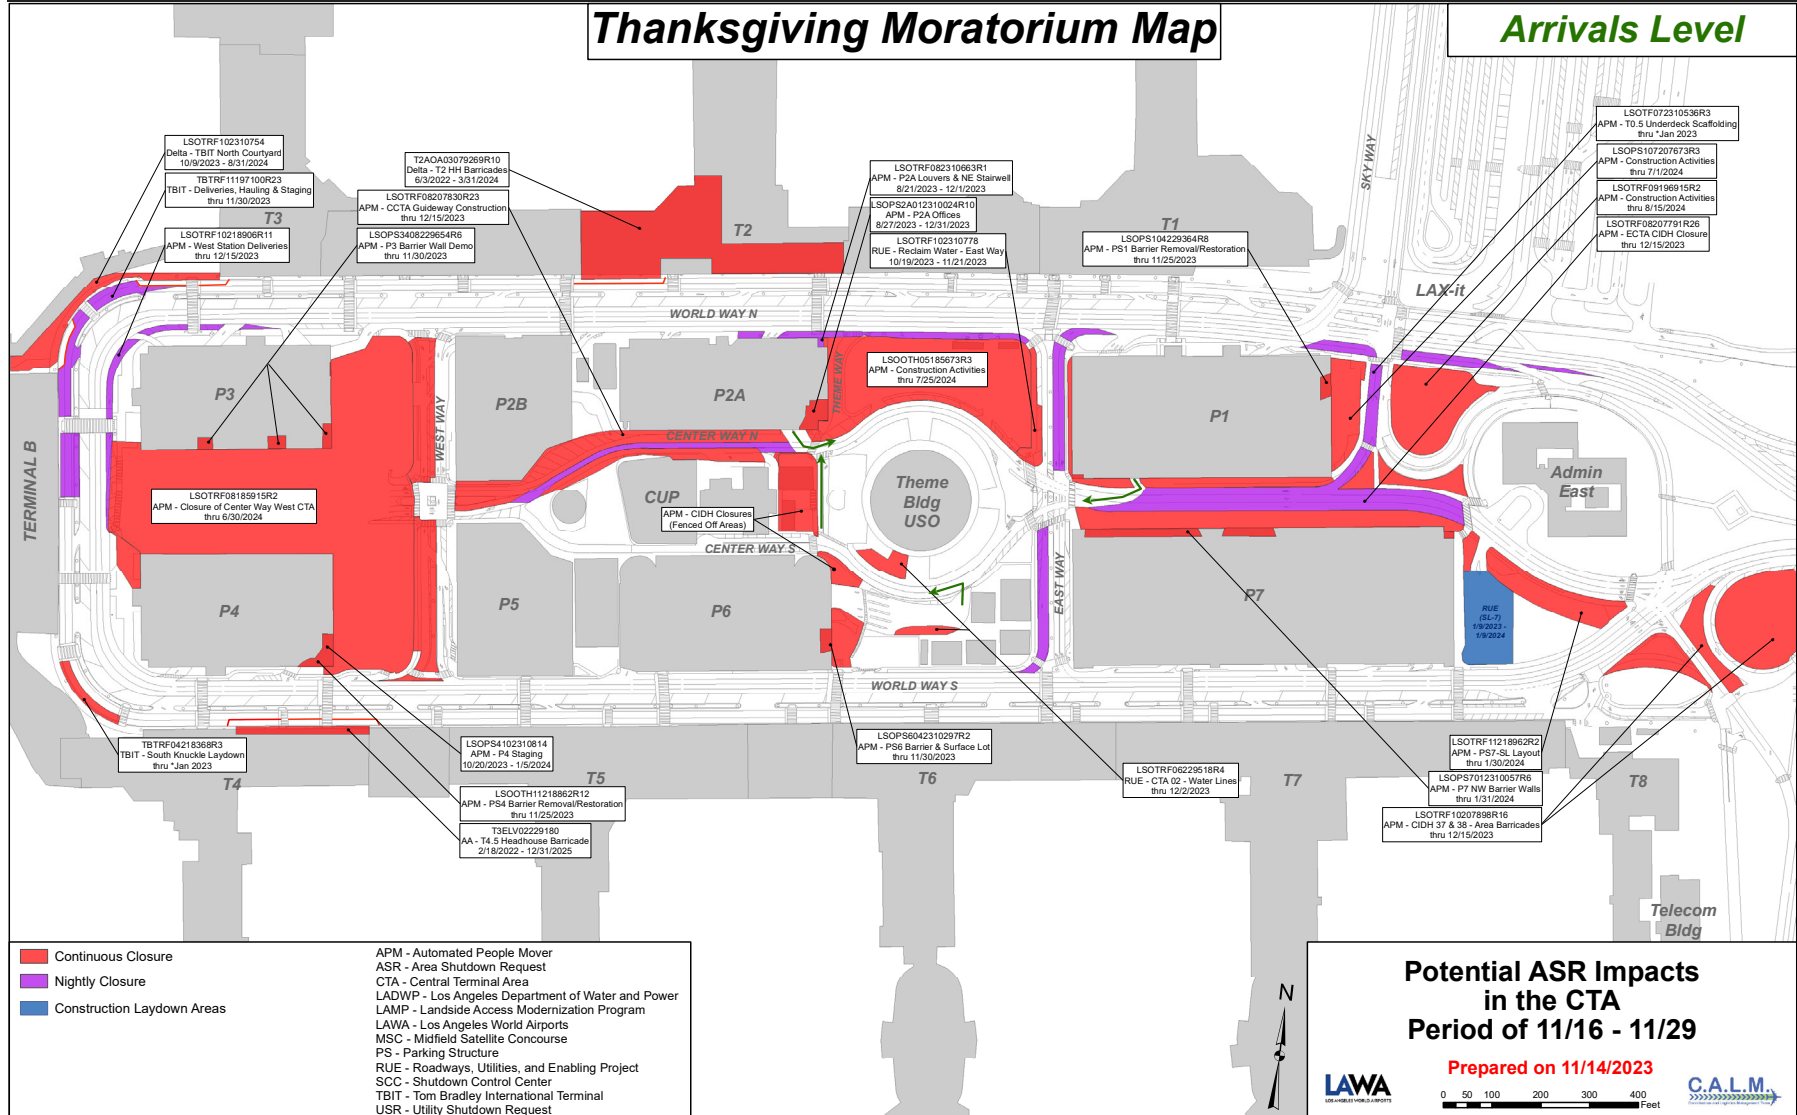 Thanksgiving Moratorium Map
Arrivals Level
LSOTRF102310754
Delta - TBIT North Courtyard
10/9/2023 - 8/31/2024
TBTRF11197100R23
TBIT - Deliveries, Hauling & Staging
thru 11/30/2023
LSOTRF10218906R11
APM - West Station Deliveries
thru 12/15/2023
T2AOA03079269R10
Delta - T2 HH Barricades
6/3/2022 - 3/31/2024
LSOTRF08207830R23
APM - CCTA Guideway Construction
thru 12/15/2023
LSOPS3408229654R6
APM - P3 Barrier Wall Demo
thru 11/30/2023
LSOTRF082310663R1
APM - P2A Louvers & NE Stairwell
8/21/2023 - 12/1/2023
LSOPS2A012310024R10
APM - P2A Offices
8/27/2023 - 12/31/2023
LSOTRF102310778
RUE - Reclaim Water - East Way
10/19/2023 - 11/21/2023
LSOPS104229364R8
APM - PS1 Barrier Removal/Restoration
thru 11/25/2023
LSOTF072310536R3
APM - T0.5 Underdeck Scaffolding
thru *Jan 2023
LSOPS107207673R3
APM - Construction Activities
thru 7/1/2024
LSOTRF09196915R2
APM - Construction Activities
thru 8/15/2024
LSOTRF08207791R26
APM - ECTA CIDH Closure
thru 12/15/2023
T3
T2
T1
SKY WAY
LAX-it
WORLD WAY N
P3
P2B
P2A
THEME WAY
LSOOTH05185673R3
APM - Construction Activities
thru 7/25/2024
P1
WEST WAY
CENTER WAY N
TERMINAL B
LSOTRF08185915R2
APM - Closure of Center Way West CTA
thru 6/30/2024
CUP
APM - CIDH Closures
(Fenced Off Areas)
Theme
Bldg
USO
Admin
East
CENTER WAY S
EAST WAY
P4
P5
P6
P7
RUE
(SL-7)
1/9/2023 -
1/9/2024
WORLD WAY S
TBTRF04218368R3
TBIT - South Knuckle Laydown
thru *Jan 2023
LSOPS4102310814
APM - P4 Staging
10/20/2023 - 1/5/2024
LSOOTH11218862R12
APM - PS4 Barrier Removal/Restoration
thru 11/25/2023
T3ELV02229180
AA - T4.5 Headhouse Barricade
2/18/2022 - 12/31/2025
LSOPS6042310297R2
APM - PS6 Barrier & Surface Lot
thru 11/30/2023
LSOTRF06229518R4
RUE - CTA 02 - Water Lines
thru 12/2/2023
LSOTRF11218962R2
APM - PS7-SL Layout
thru 1/30/2024
LSOPS7012310057R6
APM - P7 NW Barrier Walls
thru 1/31/2024
LSOTRF10207898R16
APM - CIDH 37 & 38 - Area Barricades
thru 12/15/2023
T4
T5
T6
T7
T8
Telecom
Bldg
Continuous Closure
Nightly Closure
Construction Laydown Areas
APM - Automated People Mover
ASR - Area Shutdown Request
CTA - Central Terminal Area
LADWP - Los Angeles Department of Water and Power
LAMP - Landside Access Modernization Program
LAWA - Los Angeles World Airports
MSC - Midfield Satellite Concourse
PS - Parking Structure
RUE - Roadways, Utilities, and Enabling Project
SCC - Shutdown Control Center
TBIT - Tom Bradley International Terminal
USR - Utility Shutdown Request
N
Potential ASR Impacts
in the CTA
Period of 11/16 - 11/29
Prepared on 11/14/2023
LAWA
LOS ANGELES WORLD AIRPORTS
0 50 100 200 300 400
Feet
C.A.L.M.